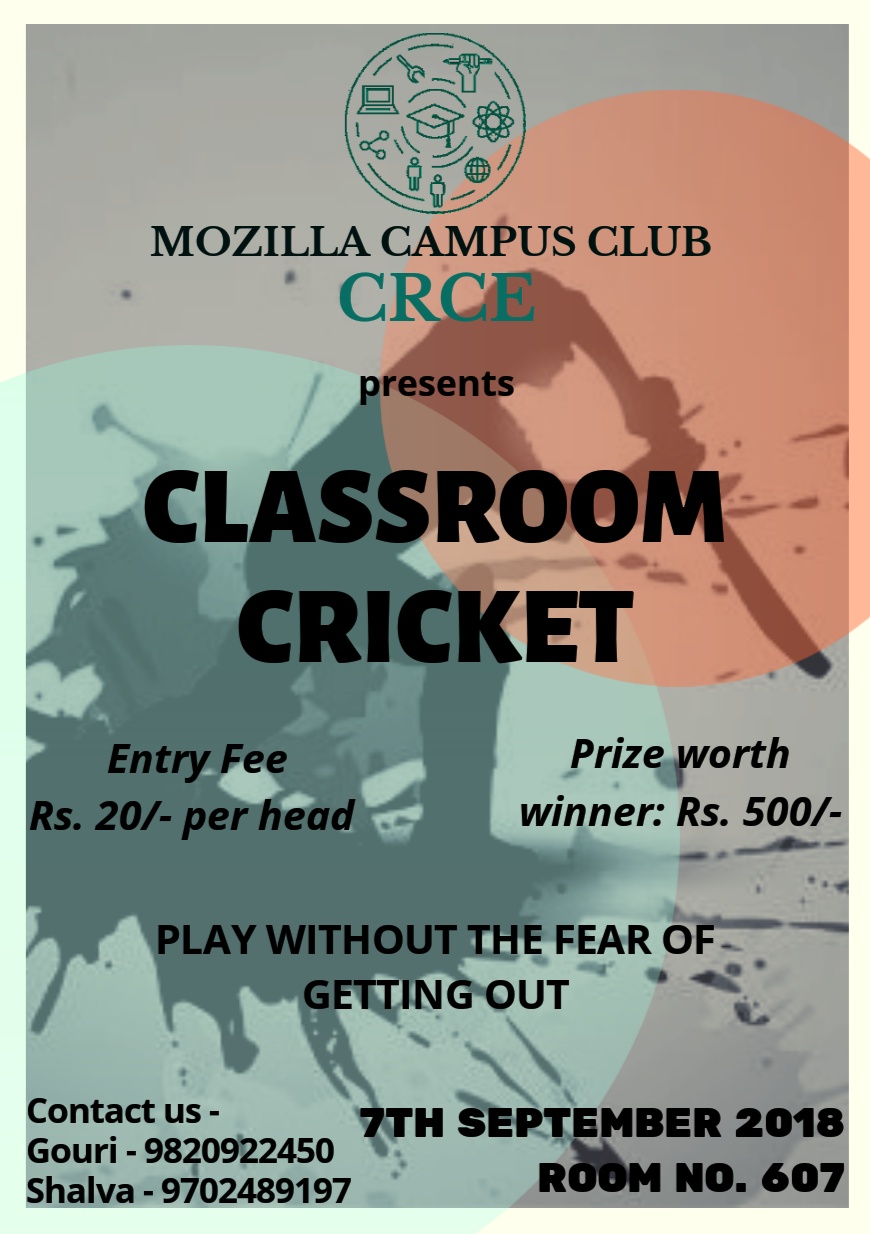 MOZILLA CAMPUS CLUB
CRCE
presents
CLASSROOM
CRICKET
Entry Fee
Rs. 20/- per head
Prize worth
winner: Rs. 500/-
PLAY WITHOUT THE FEAR OF
GETTING OUT
Contact us -
Gouri - 9820922450
Shalva - 9702489197
7TH SEPTEMBER 2018
ROOM NO. 607